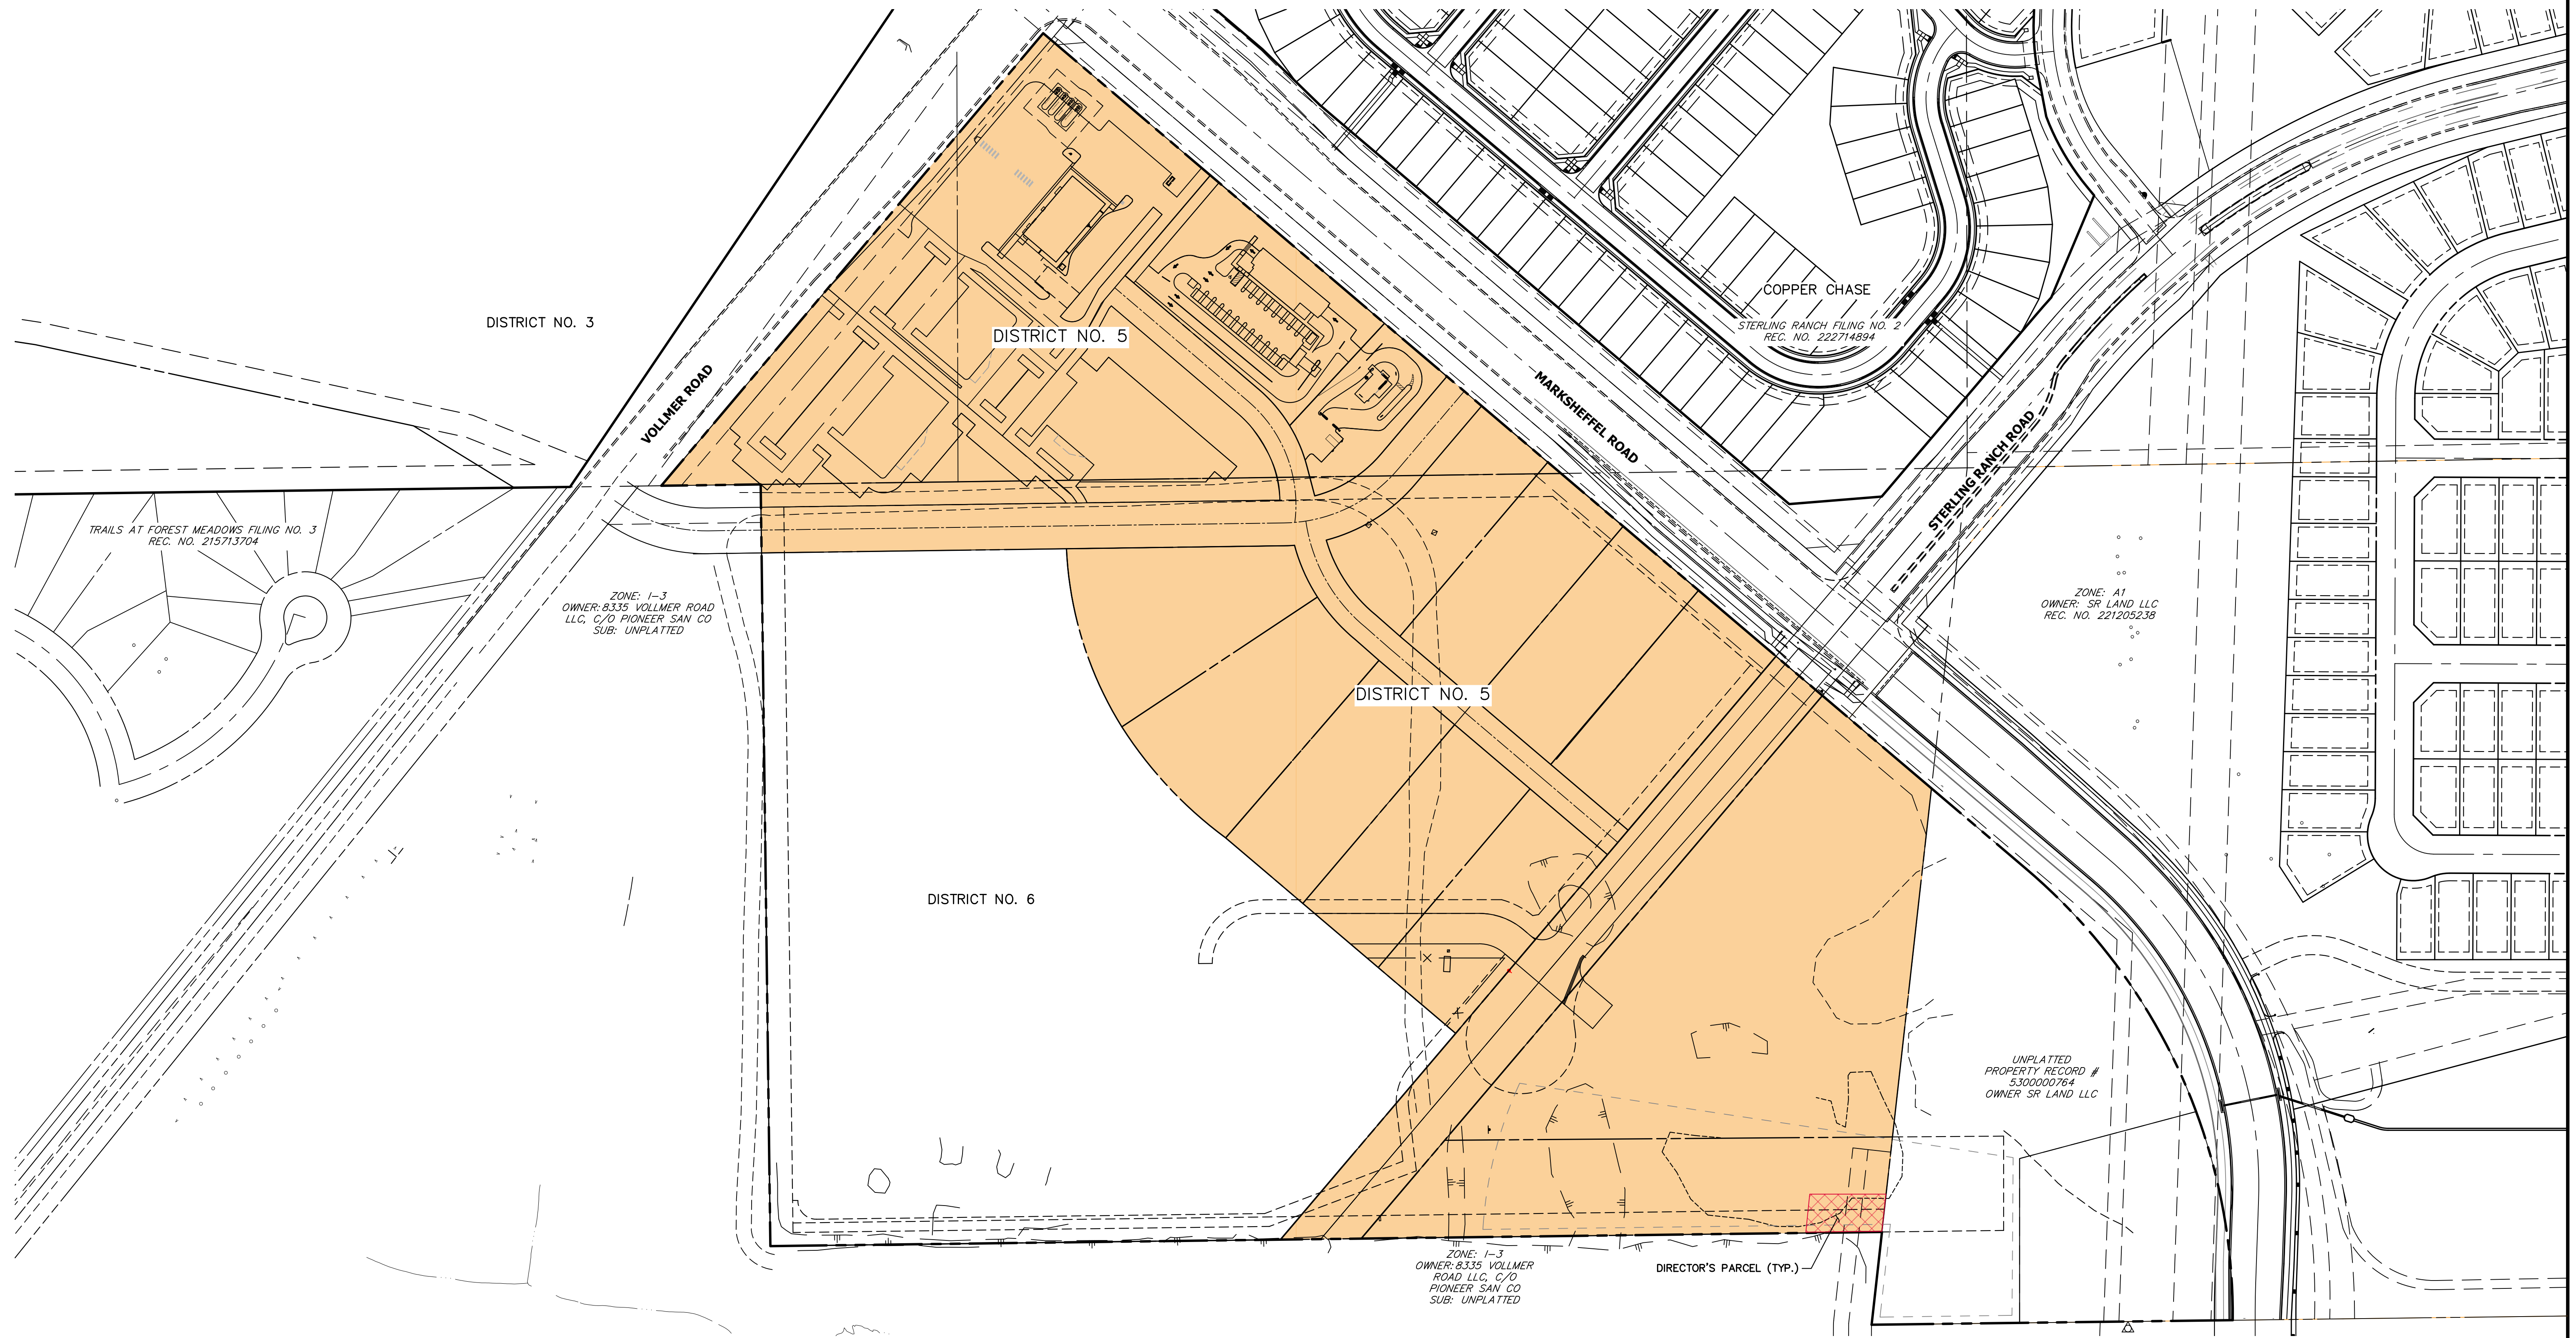 COPPER CHASE
STERLING RANCH FILING NO. 2
REC. NO. 222714894
DISTRICT NO. 3
DISTRICT NO. 5
VOLLMER ROAD
MARKSHEFFEL ROAD
STERLING RANCH ROAD
TRAILS AT FOREST MEADOWS FILING NO. 3
REC. NO. 215713704
ZONE: I-3
OWNER: 8335 VOLLMER ROAD
LLC, C/O PIONEER SAN CO
SUB: UNPLATTED
ZONE: A1
OWNER: SR LAND LLC
REC. NO. 221205238
DISTRICT NO. 5
DISTRICT NO. 6
UNPLATTED
PROPERTY RECORD #
5300000764
OWNER SR LAND LLC
ZONE: I-3
OWNER: 8335 VOLLMER
ROAD LLC, C/O
PIONEER SAN CO
SUB: UNPLATTED
DIRECTOR'S PARCEL (TYP.)